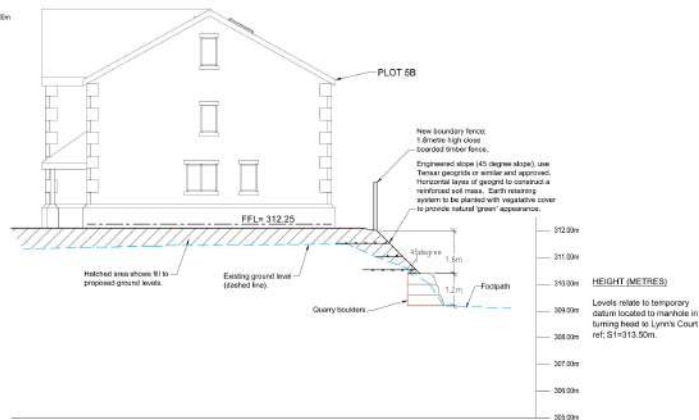 PLOT 5B
New boundary fence;
1.8metre high close
boarded timber fence.
Engineered slope (45 degree slope), use
Tensar geogrids or similar and approved.
Horizontal layes of geogrid to construct a
reinforced soil mass. Earth retaining
system to be planted with vegatative cover
to provide natural 'green' appearance.
FFL= 312.25
Hatched area shows fill to
proposed ground levels.
Existing ground level
(dashed line).
45degree
1.6m
1.2m
Footpath
Quarry boulders
312.00m
311.00m
310.00m
309.00m
308.00m
307.00m
306.00m
305.00m
HEIGHT (METRES)
Levels relate to temporary
datum located to manhole in
turning head to Lynn's Court
ref; S1=313.50m.